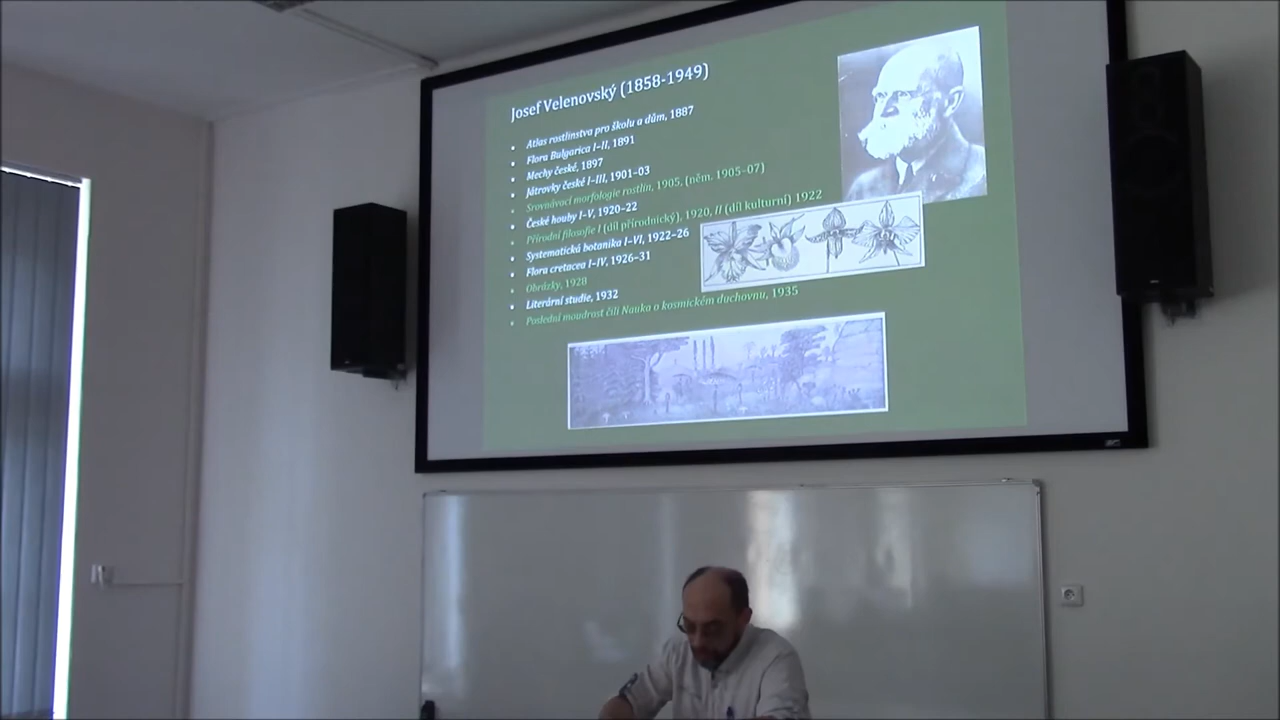 Josef Velenovský (1858-1949)
• Atlas rostlinstva pro školu a dům, 1887
• Flora Bulgarica I–II, 1891
• Mechy české, 1897
• Játrovky české I–III, 1901–03
• Srovnávací morfologie rostlin, 1905, (něm. 1905–07)
• České houby I–V, 1920–22
• Přírodní filosofie I (díl přírodnický), 1920, II (díl kulturní) 1922
• Systematická botanika I–VI, 1922–26
• Flora cretacea I–IV, 1926–31
• Obrázky, 1928
• Literární studie, 1932
• Poslední moudrost čili Nauka o kosmickém duchovnu, 1935